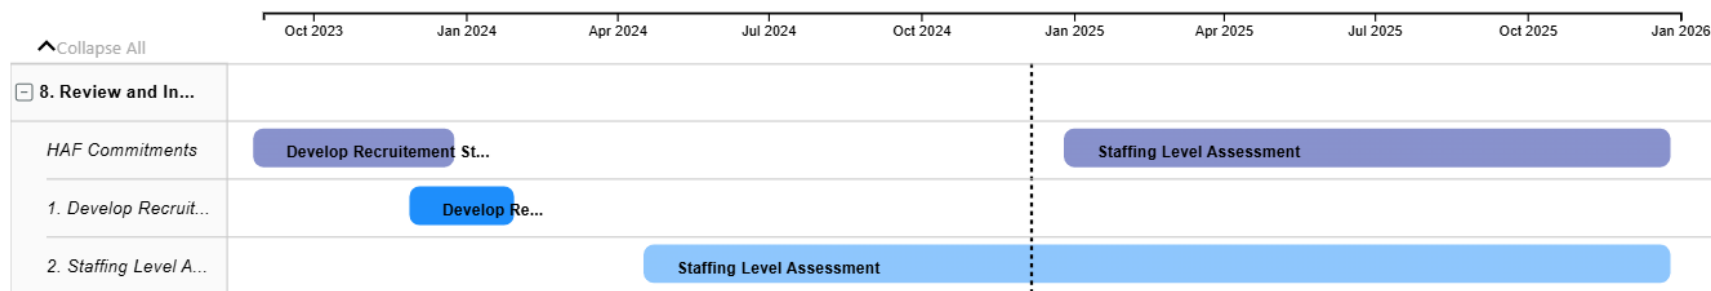 Oct 2023 Jan 2024 Apr 2024 Jul 2024 Oct 2024 Jan 2025 Apr 2025 Jul 2025 Oct 2025 Jan 2026
Collapse All
8. Review and In...
HAF Commitments
Develop Recruitement St...
Staffing Level Assessment
1. Develop Recruit...
Develop Re...
2. Staffing Level A...
Staffing Level Assessment